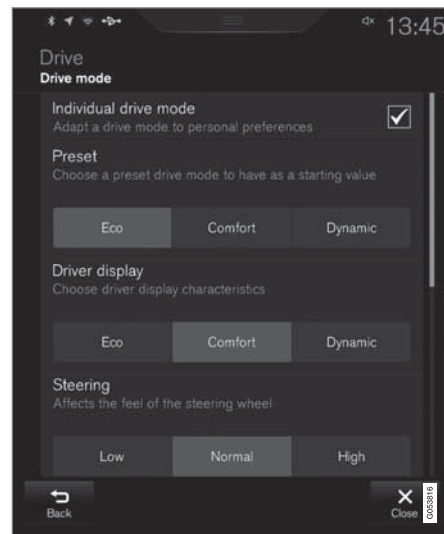 13:45
Drive
Drive mode
Individual drive mode
Adapt a drive mode to personal preferences
Preset
Choose a preset drive mode to have as a starting value
Eco Comfort Dynamic
Driver display
Choose driver display characteristics
Eco Comfort Dynamic
Steering
Affects the feel of the steering wheel
Low Normal High
Back Close
G053816